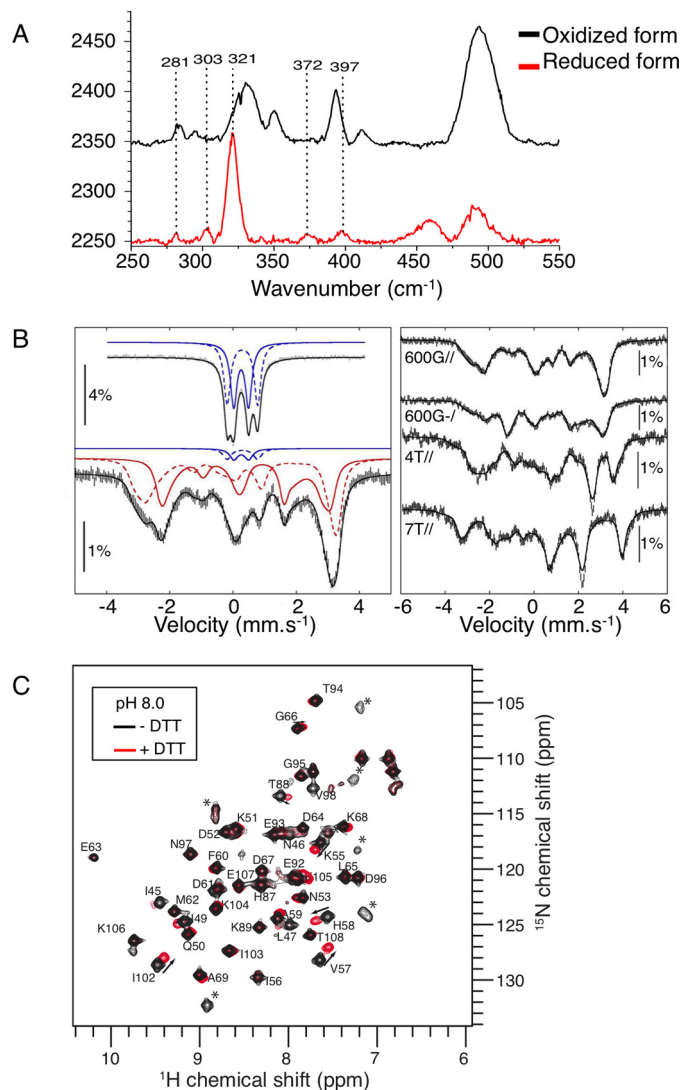 A
2450
2400
2350
2300
2250
281
303
321
372
397
Oxidized form
Reduced form
250
300
350
400
450
500
550
Wavenumber (cm⁻¹)
B
4%
1%
-4
-2
0
2
4
Velocity (mm.s⁻¹)
600G//
1%
600G-/
1%
4T//
1%
7T//
1%
-6
-4
-2
0
2
4
6
Velocity (mm.s⁻¹)
C
pH 8.0
- DTT
+ DTT
T94
*
G66
G95
T88
V98
*
*
K51
D52
E93
N46
D64
*
K68
K55
E63
N97
F60
D67
E92
I105
L65
*
D96
D61
E107
H87
N53
I45
M62
K104
A59
*
I49
K89
L47
H58
K106
Q50
T108
I103
V57
I102
A69
I56
*
105
110
115
120
125
130
¹⁵N chemical shift (ppm)
10
9
8
7
6
¹H chemical shift (ppm)